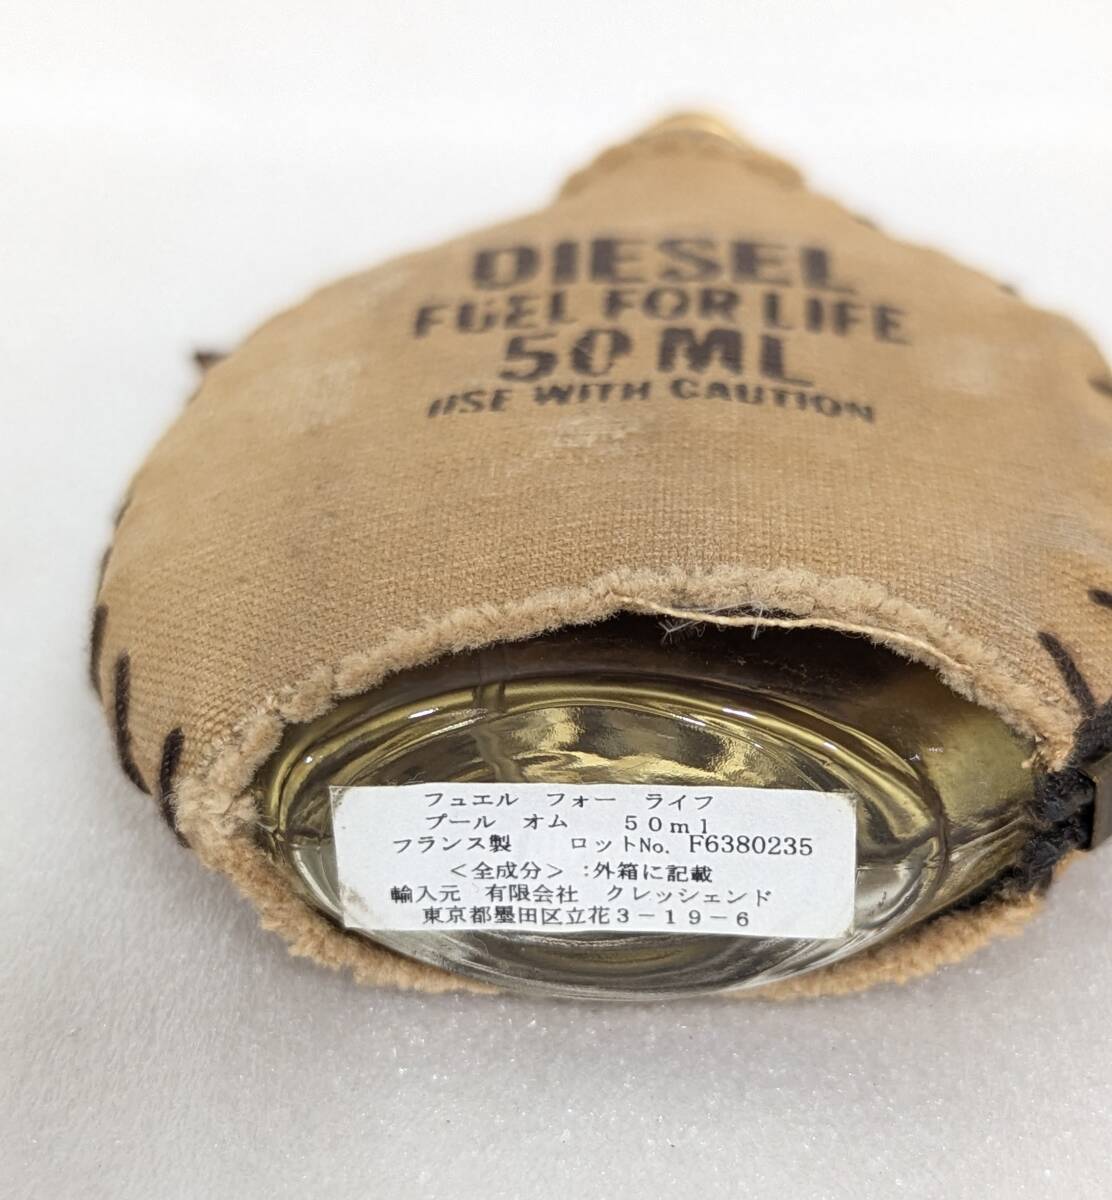 DIESEL
FUEL FOR LIFE
50 ML
USE WITH CAUTION
フュエル フォー ライフ
プール オム ５０ｍｌ
フランス製 ロットNo. F6380235
＜全成分＞：外箱に記載
輸入元 有限会社 クレッシェンド
東京都墨田区立花３－１９－６